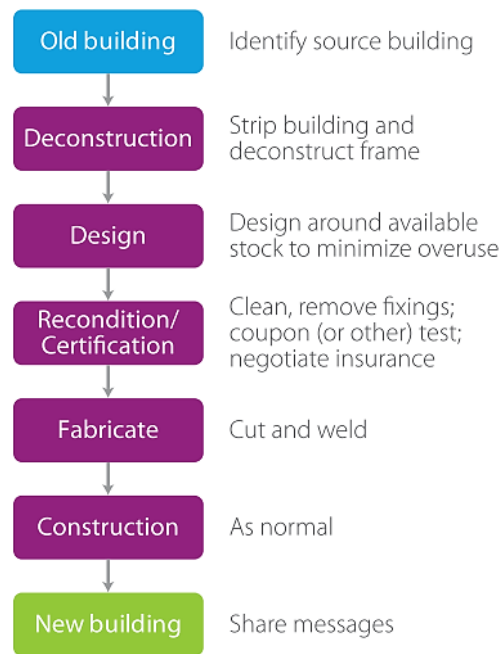 Old building
Identify source building
Deconstruction
Strip building and
deconstruct frame
Design
Design around available
stock to minimize overuse
Recondition/
Certification
Clean, remove fixings;
coupon (or other) test;
negotiate insurance
Fabricate
Cut and weld
Construction
As normal
New building
Share messages